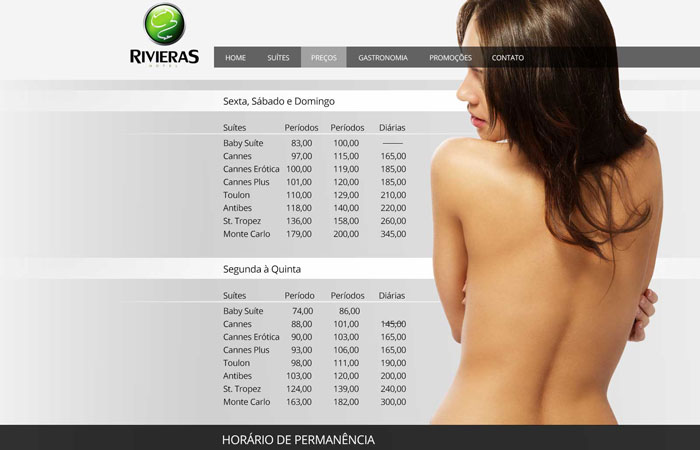 RIVIERAS
HOTEL
HOME SUÍTES PREÇOS GASTRONOMIA PROMOÇÕES CONTATO
Sexta, Sábado e Domingo
Suítes Períodos Períodos Diárias
Baby Suíte 83,00 100,00 ——
Cannes 97,00 115,00 165,00
Cannes Erótica 100,00 119,00 185,00
Cannes Plus 101,00 120,00 185,00
Toulon 110,00 129,00 210,00
Antibes 118,00 140,00 220,00
St. Tropez 136,00 158,00 260,00
Monte Carlo 179,00 200,00 345,00
Segunda à Quinta
Suítes Período Períodos Diárias
Baby Suíte 74,00 86,00
Cannes 88,00 101,00 145,00
Cannes Erótica 90,00 103,00 165,00
Cannes Plus 93,00 106,00 165,00
Toulon 98,00 111,00 190,00
Antibes 103,00 120,00 200,00
St. Tropez 124,00 139,00 240,00
Monte Carlo 163,00 182,00 300,00
HORÁRIO DE PERMANÊNCIA